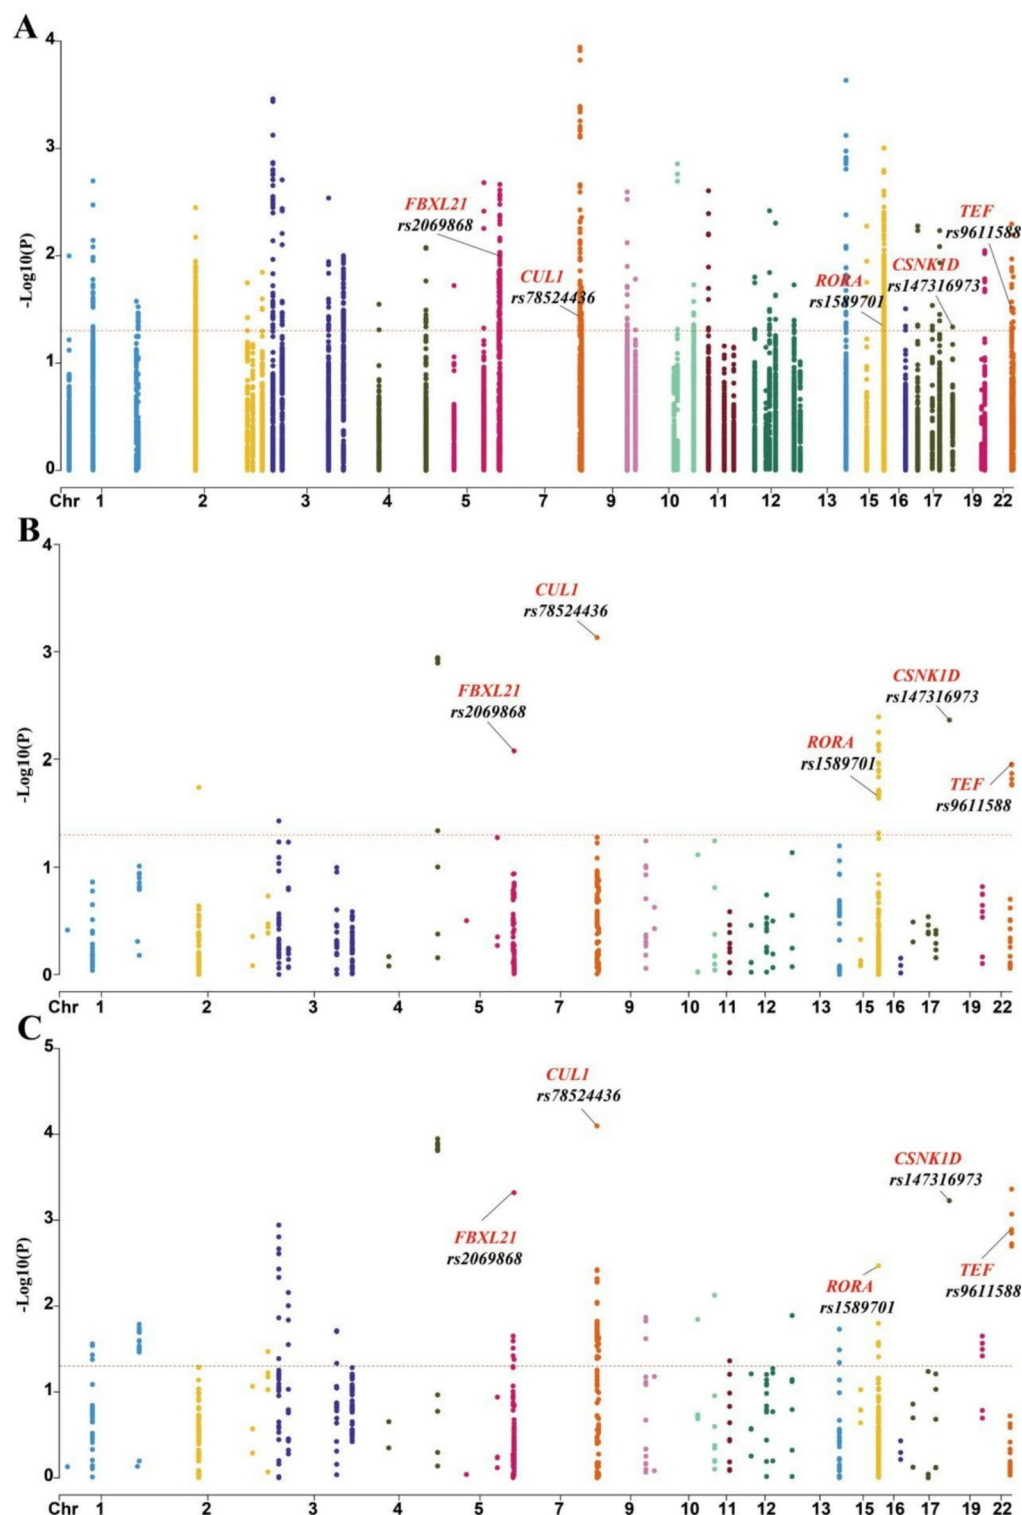 A
4
3
2
1
0
-Log10(P)
FBXL21
rs2069868
CUL1
rs78524436
RORA
rs1589701
CSNK1D
rs147316973
TEF
rs9611588
Chr 1 2 3 4 5 7 9 10 11 12 13 15 16 17 19 22
B
4
3
2
1
0
-Log10(P)
CUL1
rs78524436
FBXL21
rs2069868
CSNK1D
rs147316973
RORA
rs1589701
TEF
rs9611588
Chr 1 2 3 4 5 7 9 10 11 12 13 15 16 17 19 22
C
5
4
3
2
1
0
-Log10(P)
CUL1
rs78524436
CSNK1D
rs147316973
FBXL21
rs2069868
RORA
rs1589701
TEF
rs9611588
Chr 1 2 3 4 5 7 9 10 11 12 13 15 16 17 19 22